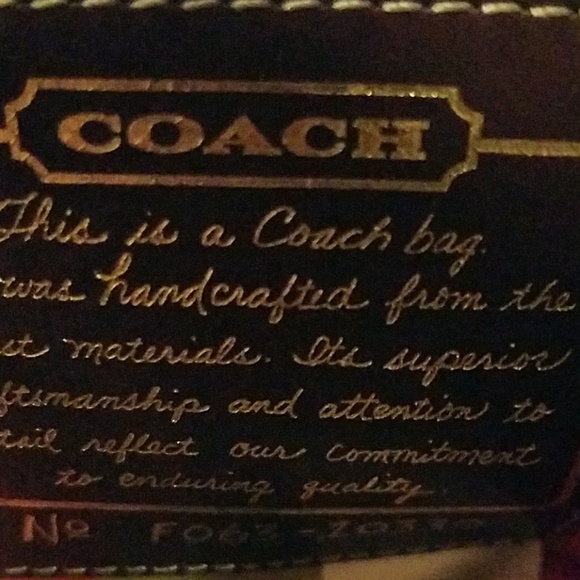 COACH
This is a Coach bag.
was handcrafted from the
st materials. Its superior
ftsmanship and attention to
tail reflect our commitment
to enduring quality.
No